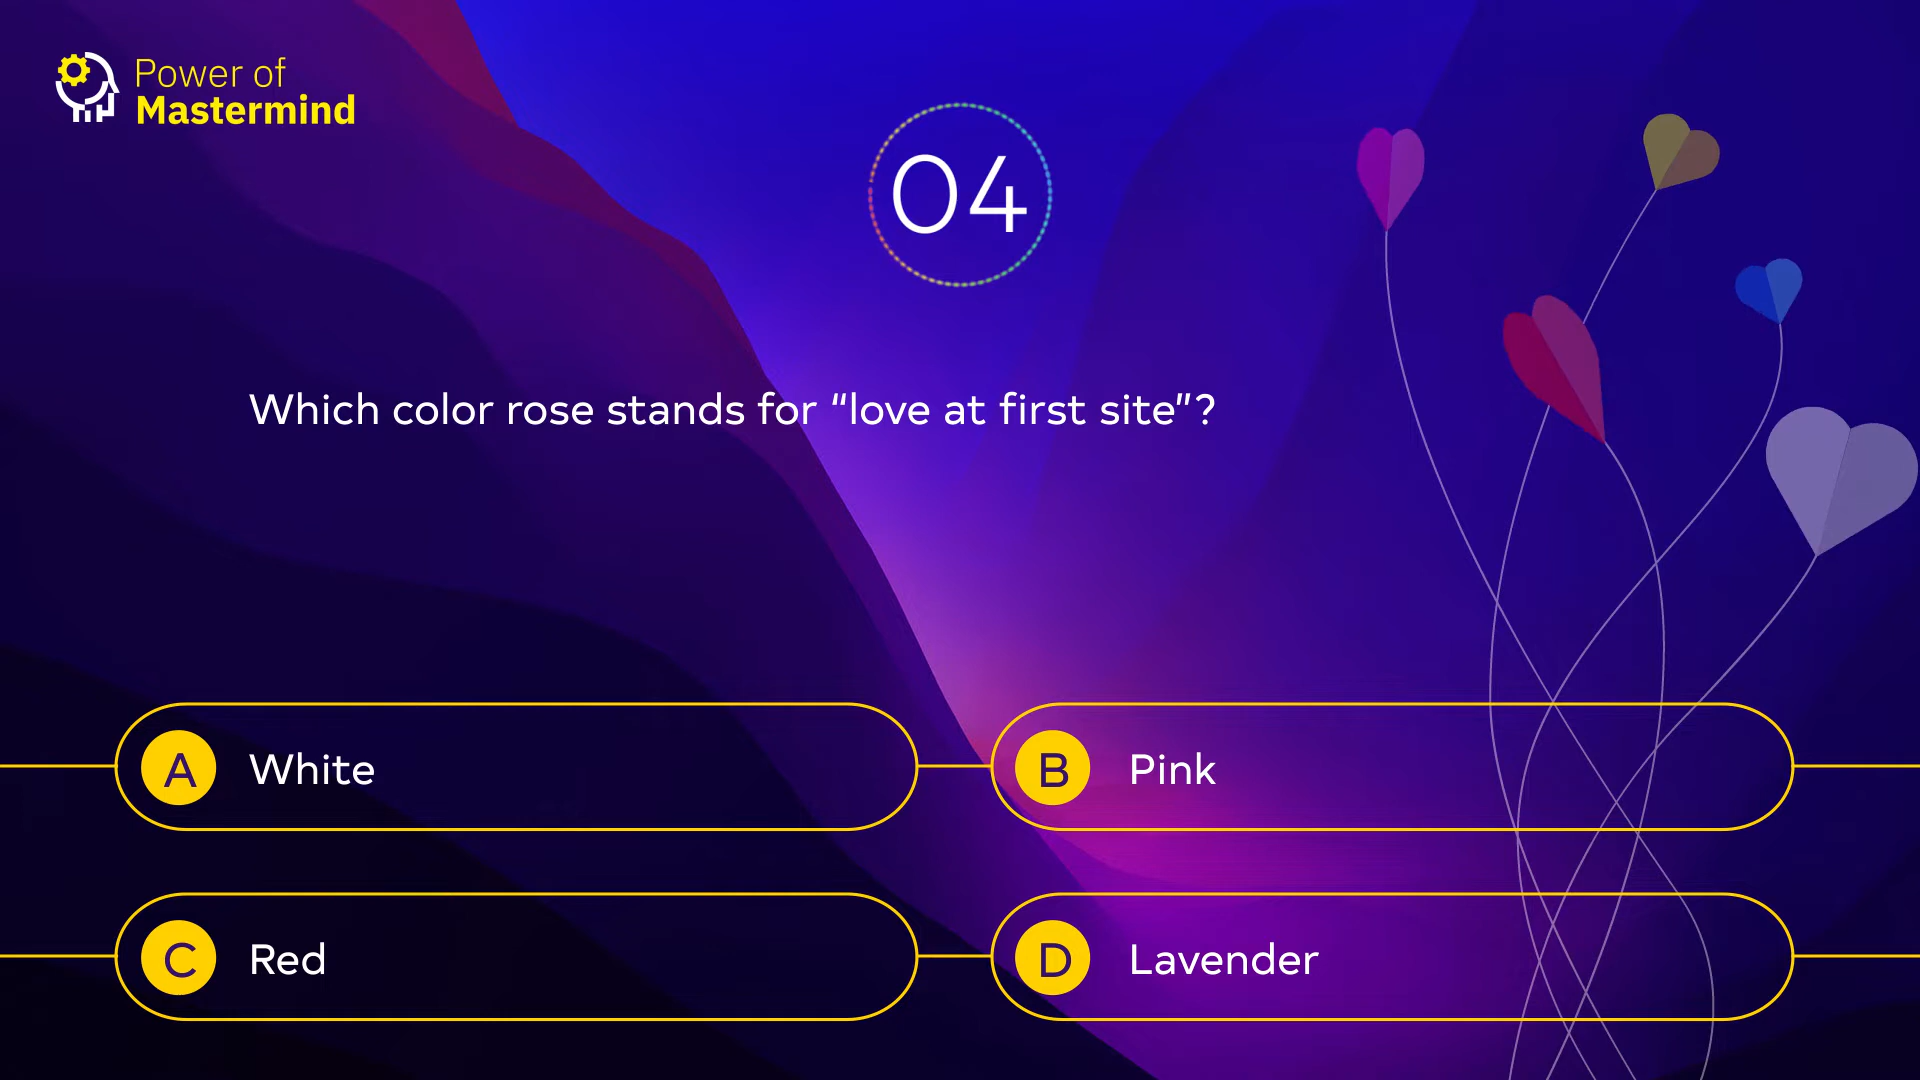 Power of
Mastermind
04
Which color rose stands for “love at first site”?
A White
B Pink
C Red
D Lavender